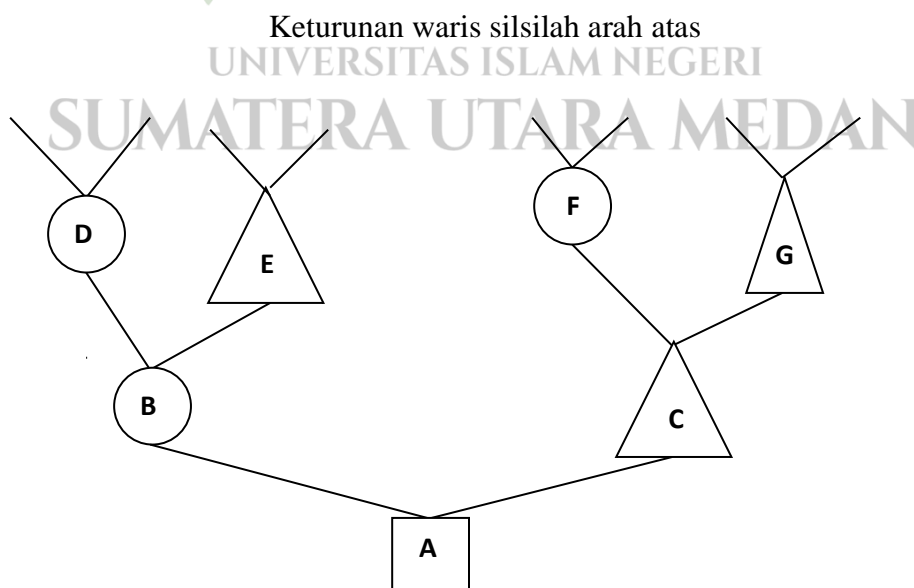 Keturunan waris silsilah arah atas
UNIVERSITAS ISLAM NEGERI
SUMATERA UTARA MEDAN
D
E
F
G
B
C
A